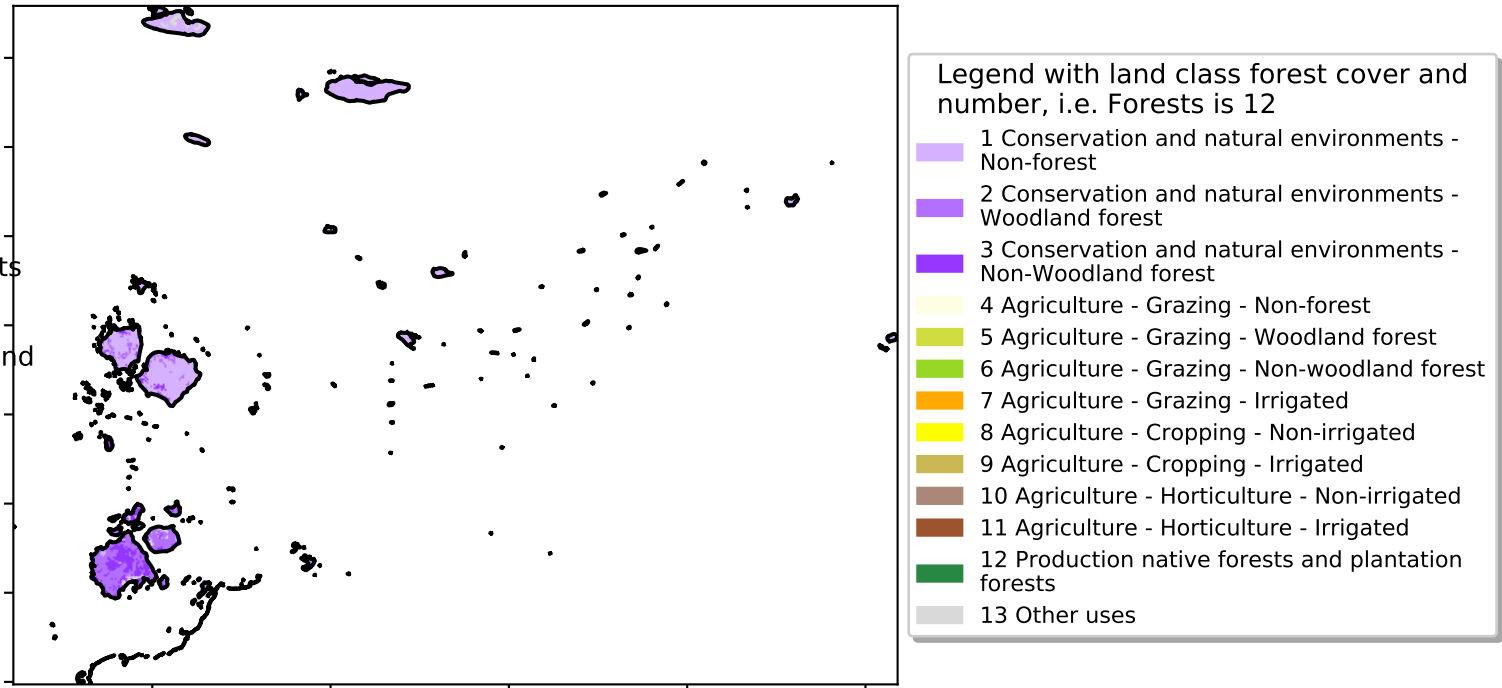 ts
nd
Legend with land class forest cover and
number, i.e. Forests is 12
1 Conservation and natural environments -
Non-forest
2 Conservation and natural environments -
Woodland forest
3 Conservation and natural environments -
Non-Woodland forest
4 Agriculture - Grazing - Non-forest
5 Agriculture - Grazing - Woodland forest
6 Agriculture - Grazing - Non-woodland forest
7 Agriculture - Grazing - Irrigated
8 Agriculture - Cropping - Non-irrigated
9 Agriculture - Cropping - Irrigated
10 Agriculture - Horticulture - Non-irrigated
11 Agriculture - Horticulture - Irrigated
12 Production native forests and plantation
forests
13 Other uses